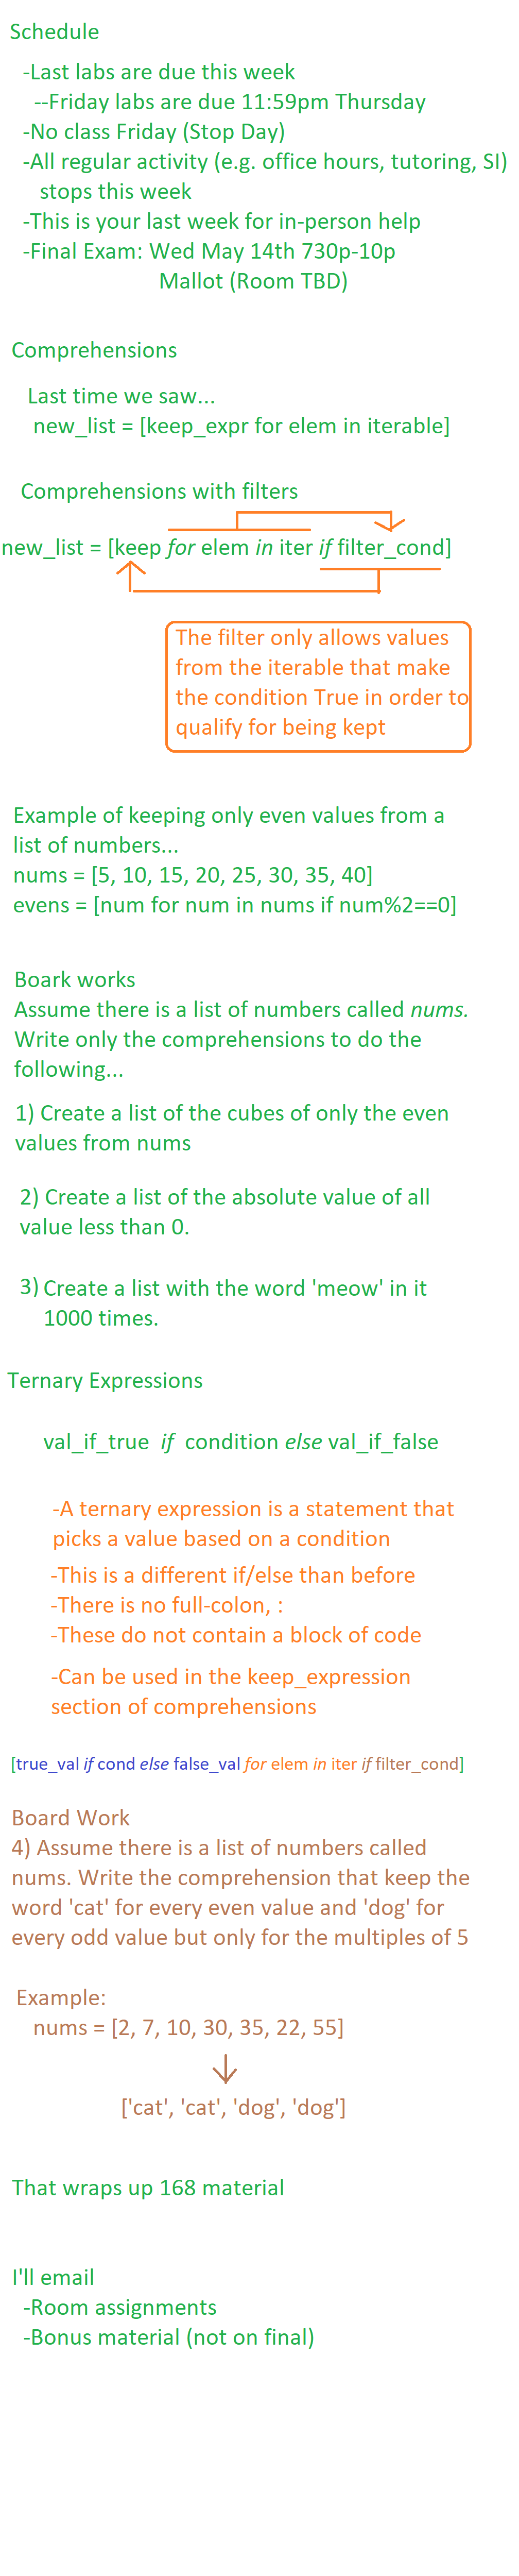 Schedule
-Last labs are due this week
--Friday labs are due 11:59pm Thursday
-No class Friday (Stop Day)
-All regular activity (e.g. office hours, tutoring, SI)
stops this week
-This is your last week for in-person help
-Final Exam: Wed May 14th 730p-10p
Mallot (Room TBD)
Comprehensions
Last time we saw...
new_list = [keep_expr for elem in iterable]
Comprehensions with filters
new_list = [keep for elem in iter if filter_cond]
The filter only allows values
from the iterable that make
the condition True in order to
qualify for being kept
Example of keeping only even values from a
list of numbers...
nums = [5, 10, 15, 20, 25, 30, 35, 40]
evens = [num for num in nums if num%2==0]
Boark works
Assume there is a list of numbers called nums.
Write only the comprehensions to do the
following...
1) Create a list of the cubes of only the even
values from nums
2) Create a list of the absolute value of all
value less than 0.
3) Create a list with the word 'meow' in it
1000 times.
Ternary Expressions
val_if_true if condition else val_if_false
-A ternary expression is a statement that
picks a value based on a condition
-This is a different if/else than before
-There is no full-colon, :
-These do not contain a block of code
-Can be used in the keep_expression
section of comprehensions
[true_val if cond else false_val for elem in iter if filter_cond]
Board Work
4) Assume there is a list of numbers called
nums. Write the comprehension that keep the
word 'cat' for every even value and 'dog' for
every odd value but only for the multiples of 5
Example:
nums = [2, 7, 10, 30, 35, 22, 55]
['cat', 'cat', 'dog', 'dog']
That wraps up 168 material
I'll email
-Room assignments
-Bonus material (not on final)